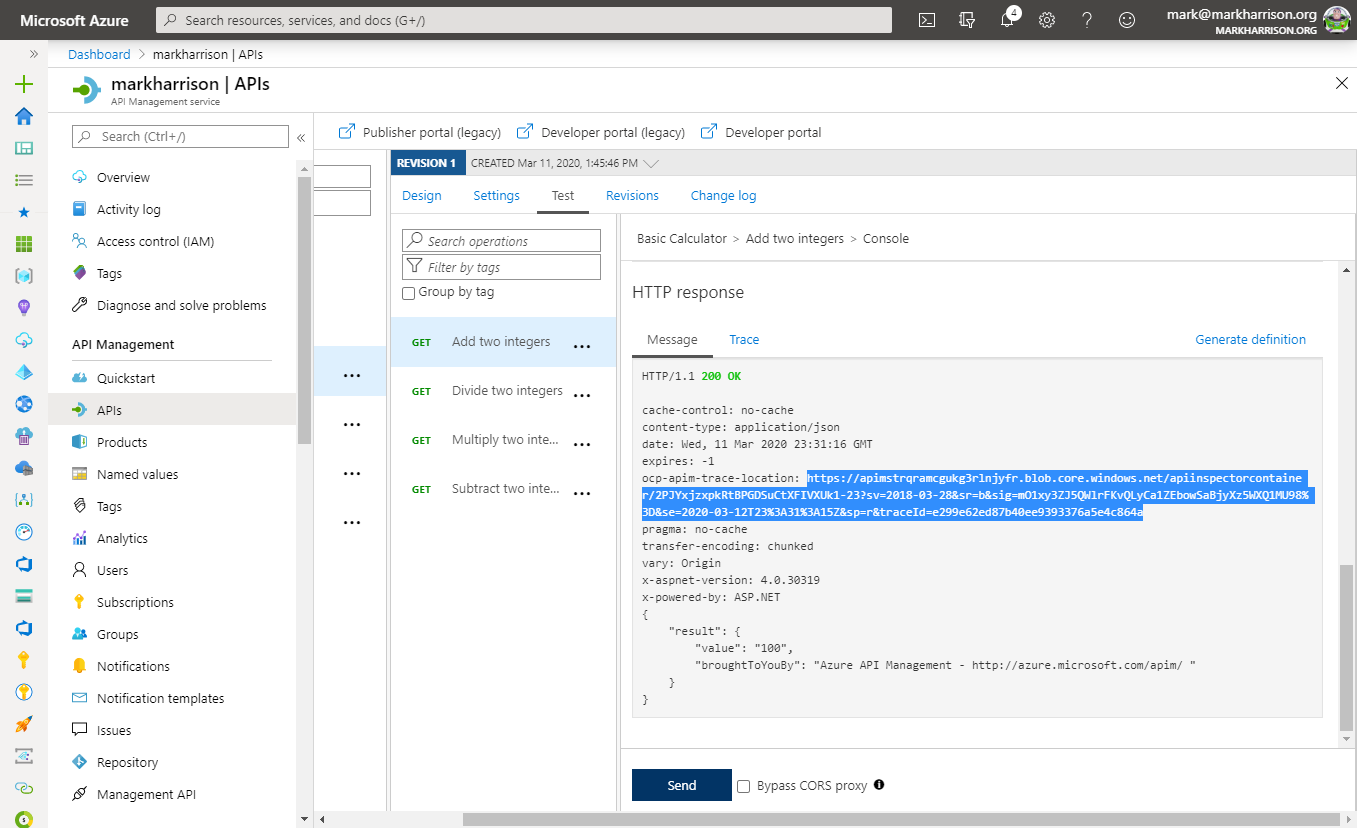 Microsoft Azure
Search resources, services, and docs (G+/)
4
mark@markharrison.org
MARKHARRISON.ORG
Dashboard > markharrison | APIs
markharrison | APIs
API Management service
Search (Ctrl+/)
Overview
Activity log
Access control (IAM)
Tags
Diagnose and solve problems
API Management
Quickstart
APIs
Products
Named values
Tags
Analytics
Users
Subscriptions
Groups
Notifications
Notification templates
Issues
Repository
Management API
Publisher portal (legacy)
Developer portal (legacy)
Developer portal
REVISION 1
CREATED Mar 11, 2020, 1:45:46 PM
Design
Settings
Test
Revisions
Change log
Search operations
Filter by tags
Group by tag
GET Add two integers ...
GET Divide two integers ...
GET Multiply two inte... ...
GET Subtract two inte... ...
Basic Calculator > Add two integers > Console
HTTP response
Message
Trace
Generate definition
HTTP/1.1 200 OK
cache-control: no-cache
content-type: application/json
date: Wed, 11 Mar 2020 23:31:16 GMT
expires: -1
ocp-apim-trace-location: https://apimstrqramcgukg3rlnjyfr.blob.core.windows.net/apiinspectorcontaine
r/2PJYxjzxpkRtBPGDSuCtXFIVXUk1-23?sv=2018-03-28&sr=b&sig=mO1xy3ZJ5QWlrFKvQLyCa1ZEbowSaBjyXz5WXQ1MU98%
3D&se=2020-03-12T23%3A31%3A15Z&sp=r&traceId=e299e62ed87b40ee9393376a5e4c864a
pragma: no-cache
transfer-encoding: chunked
vary: Origin
x-aspnet-version: 4.0.30319
x-powered-by: ASP.NET
{
"result": {
"value": "100",
"broughtToYouBy": "Azure API Management - http://azure.microsoft.com/apim/ "
}
}
Send
Bypass CORS proxy